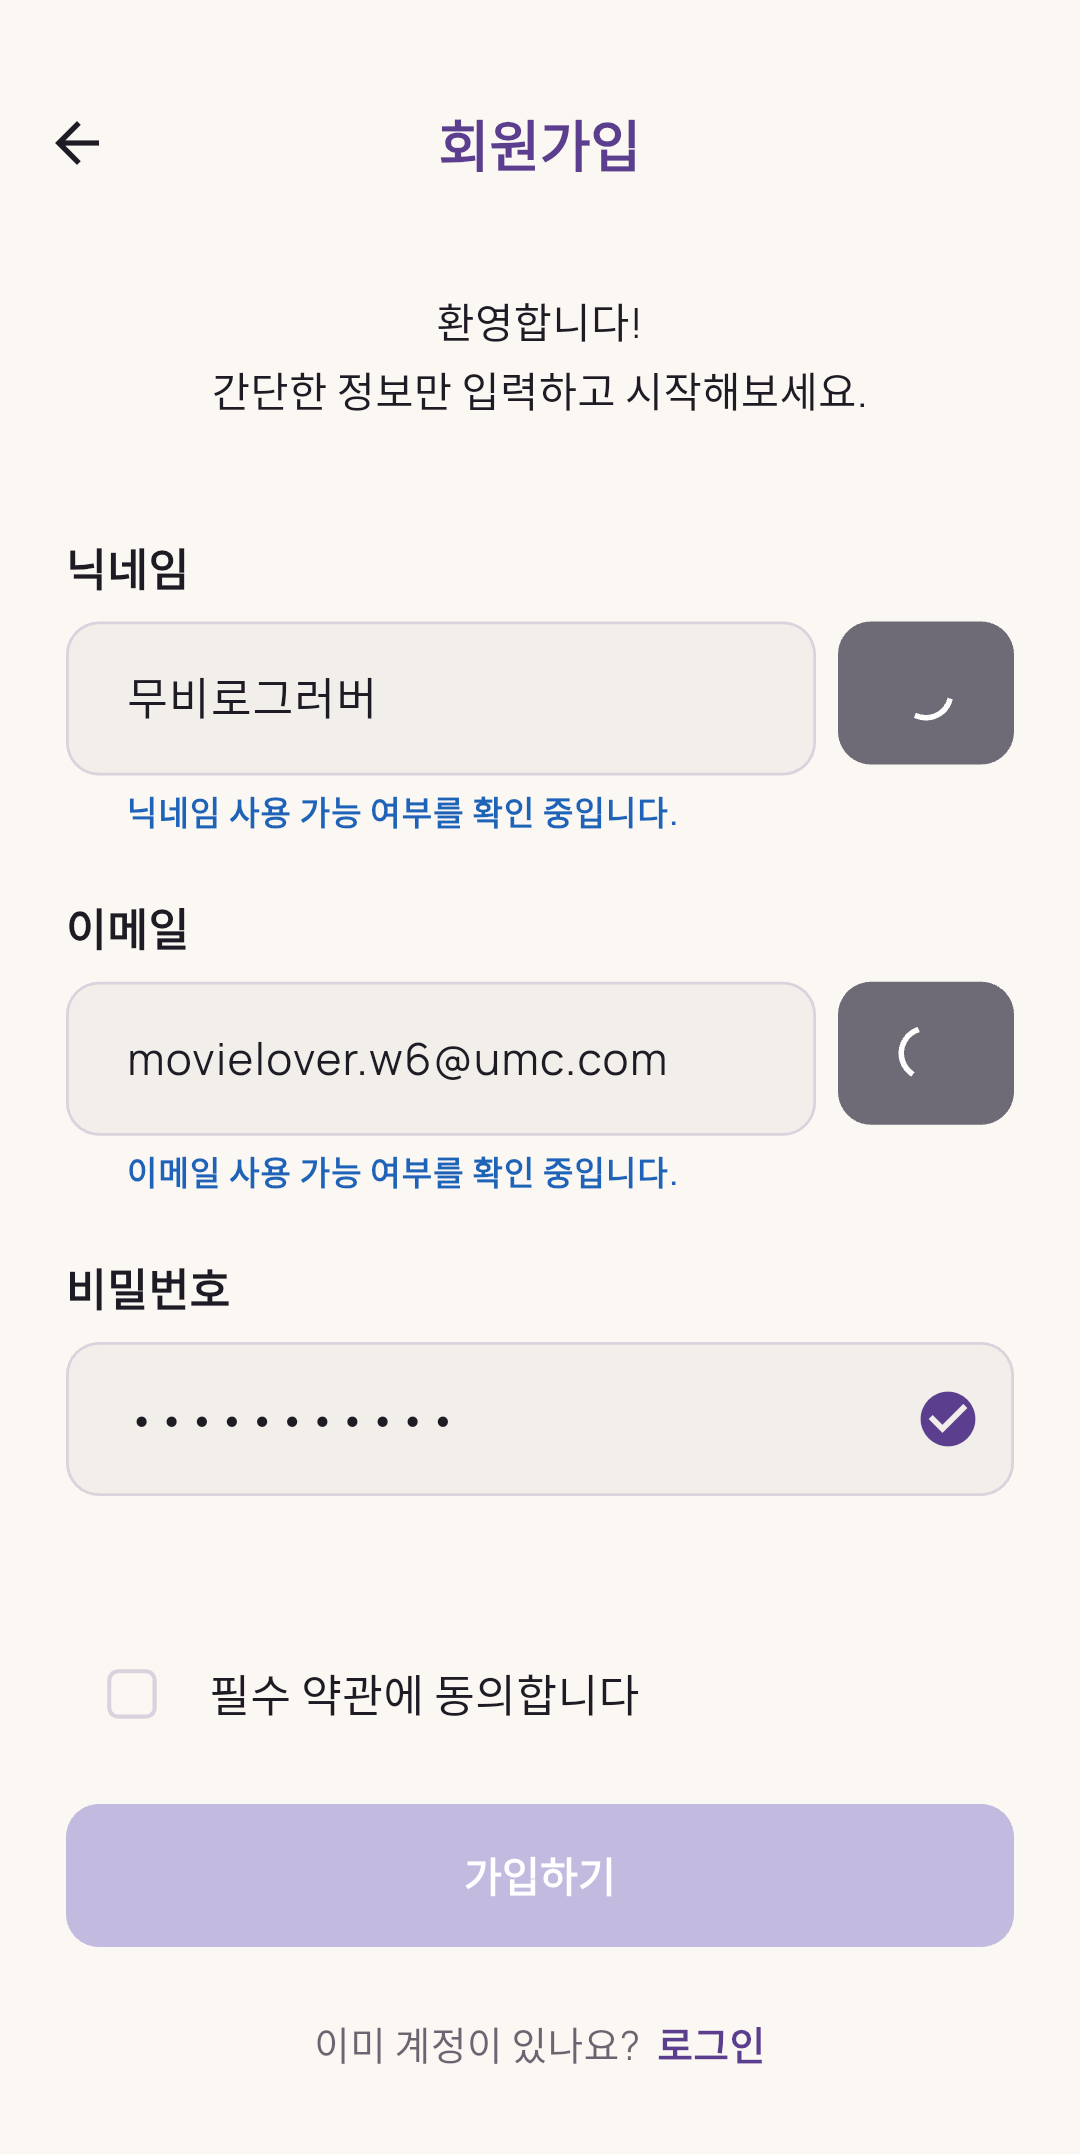 회원가입
환영합니다!
간단한 정보만 입력하고 시작해보세요.
닉네임
무비로그러버
닉네임 사용 가능 여부를 확인 중입니다.
이메일
movielover.w6@umc.com
이메일 사용 가능 여부를 확인 중입니다.
비밀번호
•••••••••••
필수 약관에 동의합니다
가입하기
이미 계정이 있나요? 로그인